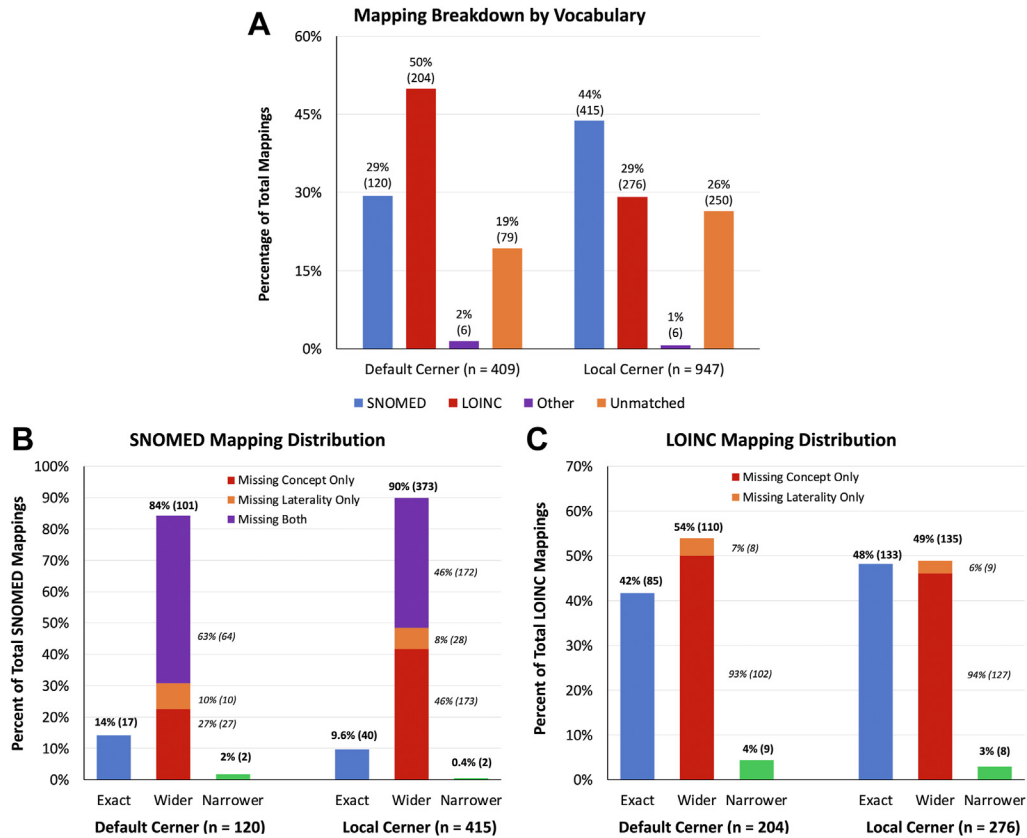 A
Mapping Breakdown by Vocabulary
Percentage of Total Mappings
60%
45%
30%
15%
0%
29%
(120)
50%
(204)
2%
(6)
19%
(79)
44%
(415)
29%
(276)
1%
(6)
26%
(250)
Default Cerner (n = 409)
Local Cerner (n = 947)
SNOMED
LOINC
Other
Unmatched
B
SNOMED Mapping Distribution
Percent of Total SNOMED Mappings
100%
90%
80%
70%
60%
50%
40%
30%
20%
10%
0%
Missing Concept Only
Missing Laterality Only
Missing Both
14% (17)
84% (101)
63% (64)
10% (10)
27% (27)
2% (2)
9.6% (40)
90% (373)
46% (172)
8% (28)
46% (173)
0.4% (2)
Exact
Wider
Narrower
Exact
Wider
Narrower
Default Cerner (n = 120)
Local Cerner (n = 415)
C
LOINC Mapping Distribution
Percent of Total LOINC Mappings
70%
60%
50%
40%
30%
20%
10%
0%
Missing Concept Only
Missing Laterality Only
42% (85)
54% (110)
7% (8)
93% (102)
4% (9)
48% (133)
49% (135)
6% (9)
94% (127)
3% (8)
Exact
Wider
Narrower
Exact
Wider
Narrower
Default Cerner (n = 204)
Local Cerner (n = 276)